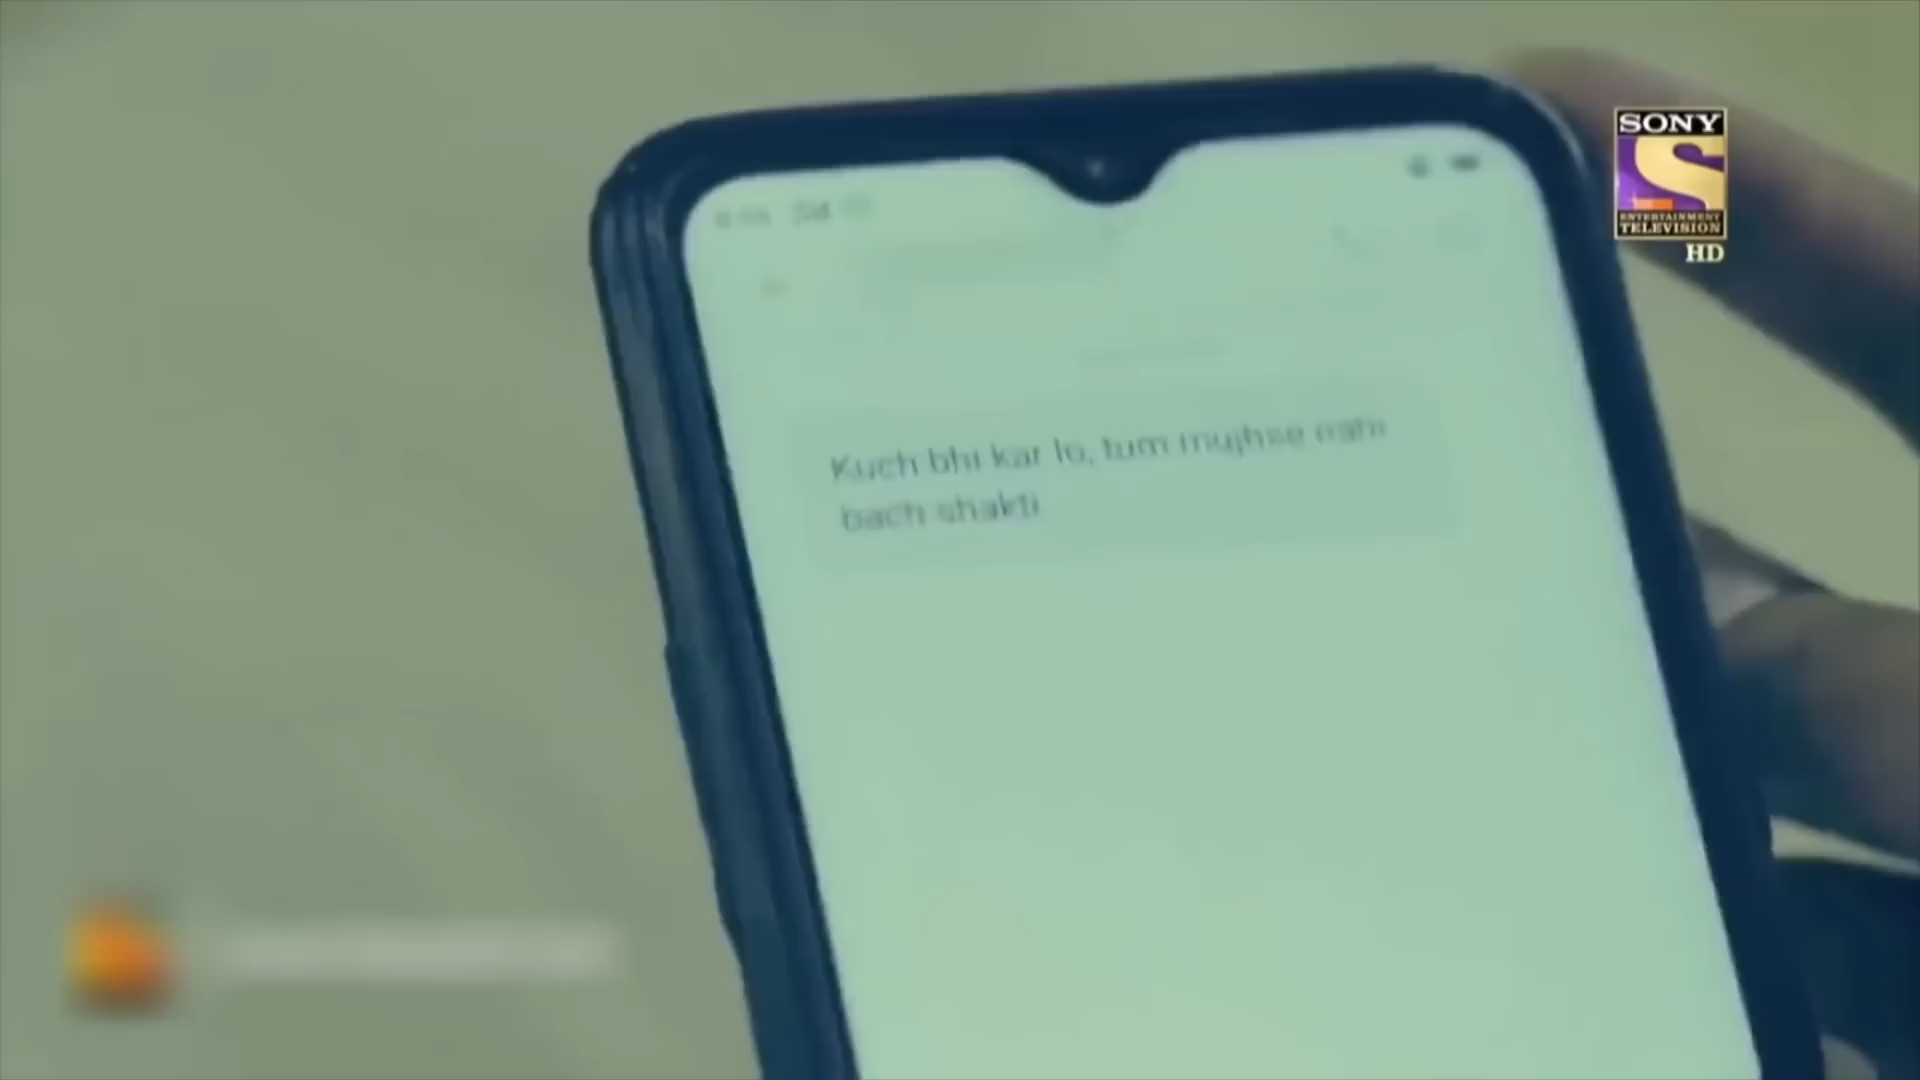 SONY
ENTERTAINMENT
TELEVISION
HD
Kuch bhi kar lo, tum mujhse nahi
bach shakti